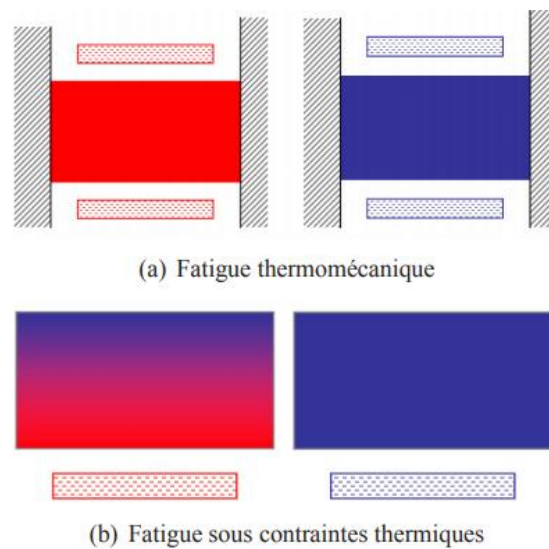 (a) Fatigue thermomécanique
(b) Fatigue sous contraintes thermiques